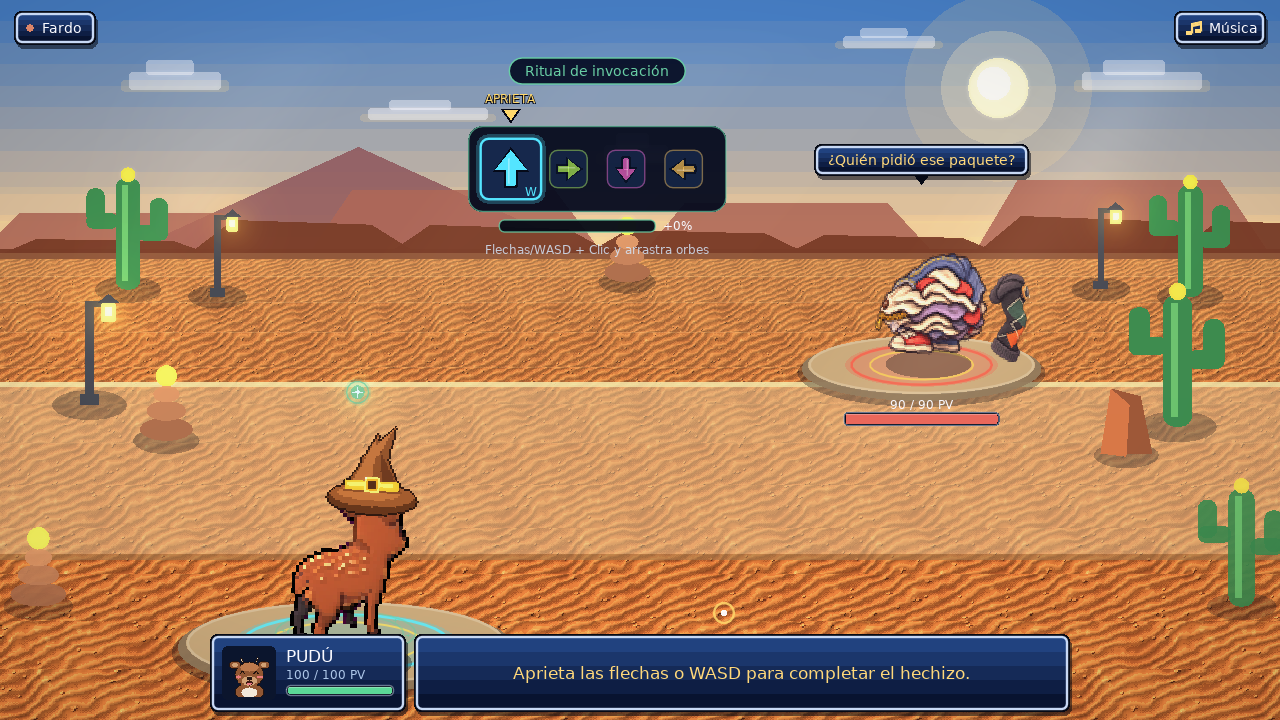 Fardo
Música
Ritual de invocación
APRIETA
W
¿Quién pidió ese paquete?
+0%
Flechas/WASD + Clic y arrastra orbes
90 / 90 PV
PUDÚ
100 / 100 PV
Aprieta las flechas o WASD para completar el hechizo.